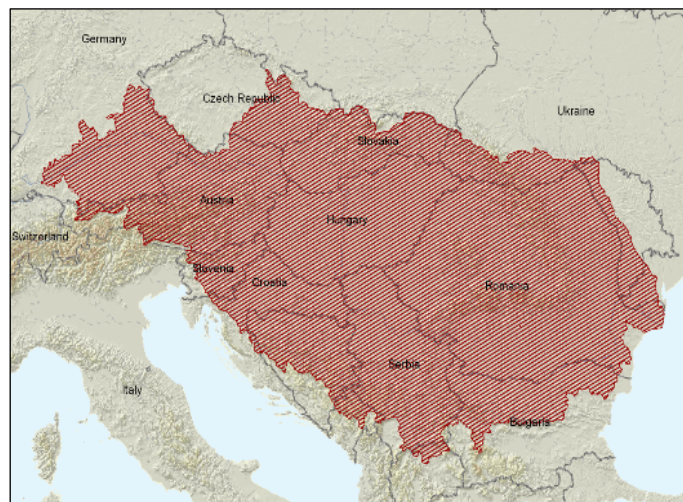 Germany
Czech Republic
Ukraine
Slovakia
Austria
Hungary
Switzerland
Slovenia
Croatia
Romania
Serbia
Italy
Bulgaria